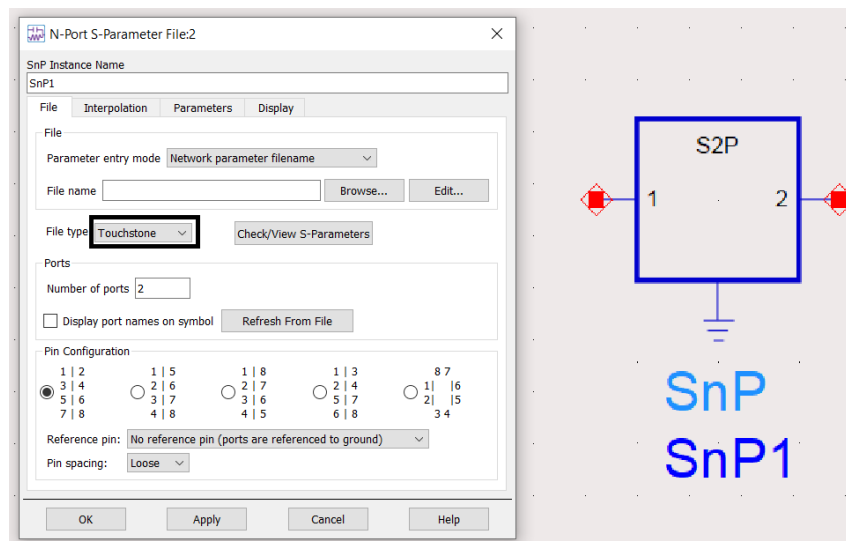 N-Port S-Parameter File:2
SnP Instance Name
SnP1
File Interpolation Parameters Display
File
Parameter entry mode Network parameter filename
File name Browse... Edit...
File type Touchstone Check/View S-Parameters
Ports
Number of ports 2
Display port names on symbol Refresh From File
Pin Configuration
1 | 2 1 | 5 1 | 8 1 | 3 8 7
3 | 4 2 | 6 2 | 7 2 | 4 1| |6
5 | 6 3 | 7 3 | 6 5 | 7 2| |5
7 | 8 4 | 8 4 | 5 6 | 8 3 4
Reference pin: No reference pin (ports are referenced to ground)
Pin spacing: Loose
OK Apply Cancel Help
S2P
1 2
SnP
SnP1